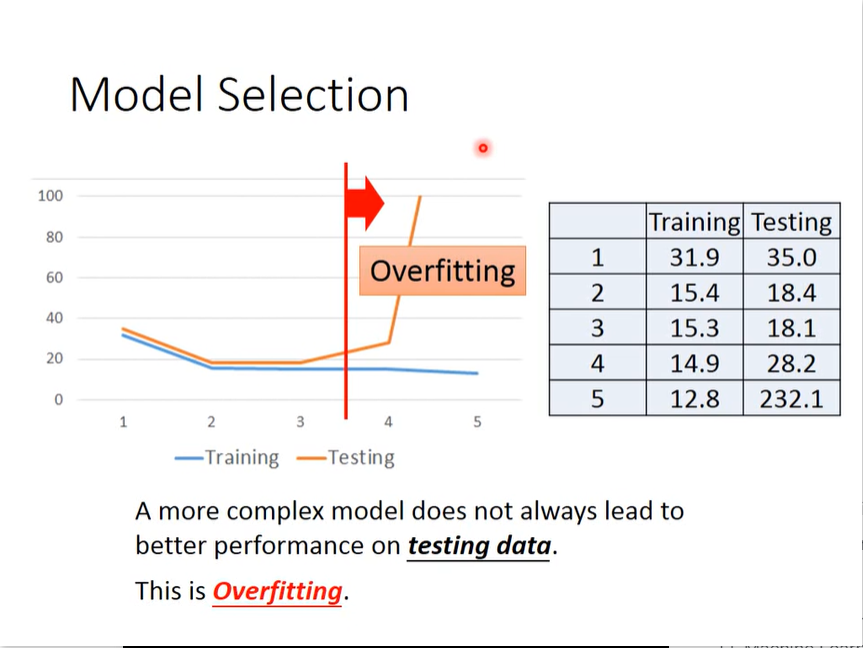 Model Selection
100
80
60
40
20
0
1 2 3 4 5
Training Testing
Overfitting
Training Testing
1 31.9 35.0
2 15.4 18.4
3 15.3 18.1
4 14.9 28.2
5 12.8 232.1
A more complex model does not always lead to
better performance on testing data.
This is Overfitting.